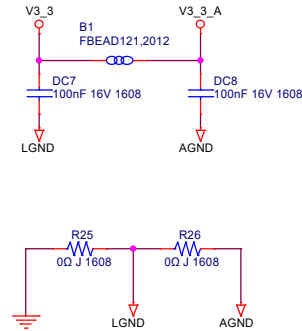 V3_3
V3_3_A
B1
FBEAD121,2012
DC7
100nF 16V 1608
DC8
100nF 16V 1608
LGND
AGND
R25
0Ω J 1608
R26
0Ω J 1608
LGND
AGND